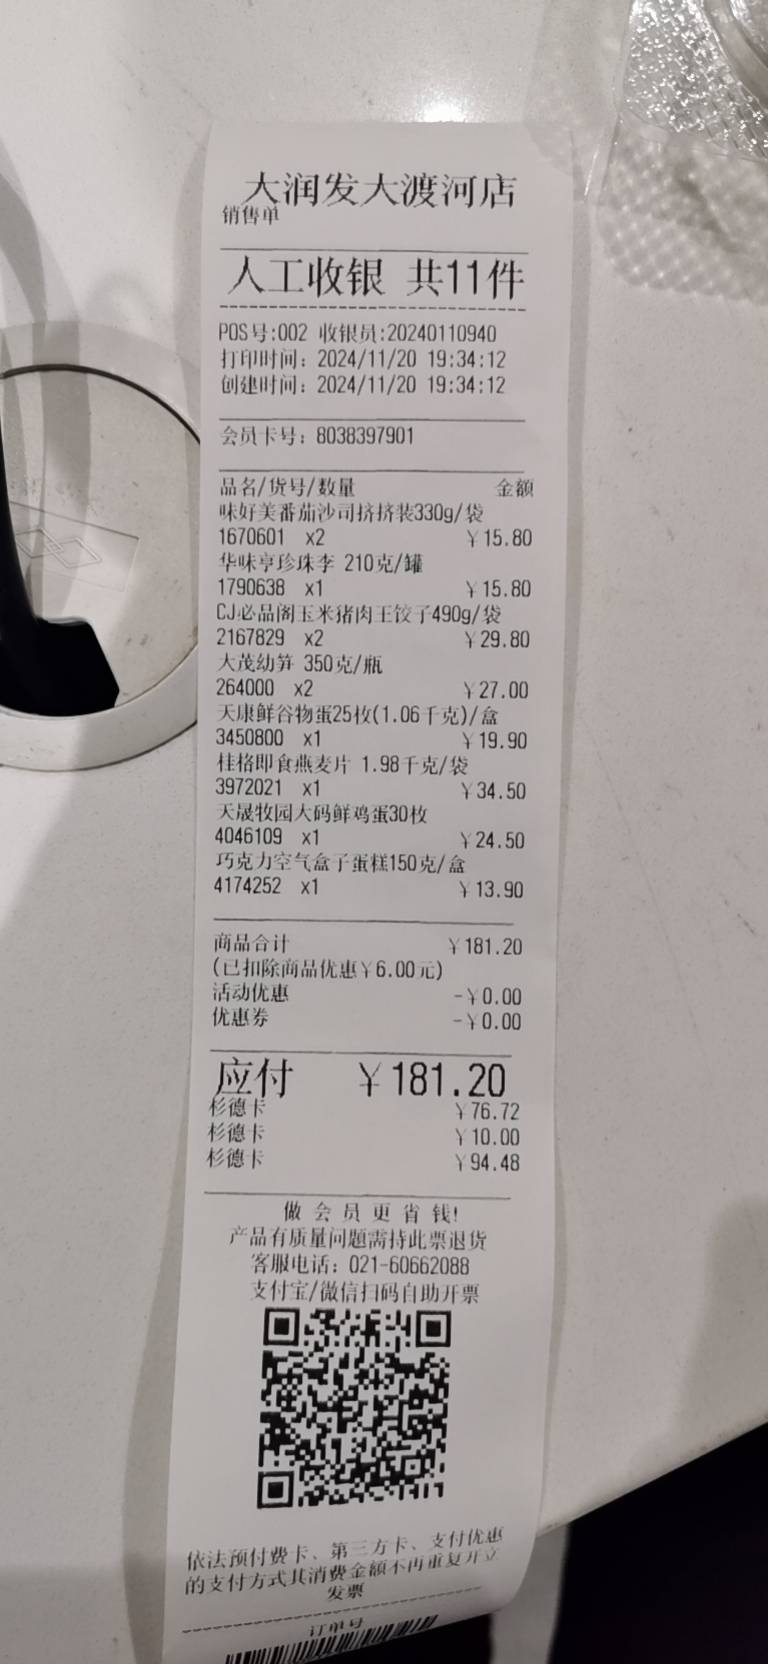 大润发大渡河店
销售单
人工收银 共11件
POS号:002 收银员:20240110940
打印时间: 2024/11/20 19:34:12
创建时间: 2024/11/20 19:34:12
会员卡号: 8038397901
品名/货号/数量 金额
味好美番茄沙司挤挤装330g/袋
1670601 x2 ¥15.80
华味亨珍珠李 210克/罐
1790638 x1 ¥15.80
CJ必品阁玉米猪肉王饺子490g/袋
2167829 x2 ¥29.80
大茂幼笋 350克/瓶
264000 x2 ¥27.00
天康鲜谷物蛋25枚(1.06千克)/盒
3450800 x1 ¥19.90
桂格即食燕麦片 1.98千克/袋
3972021 x1 ¥34.50
天晟牧园大码鲜鸡蛋30枚
4046109 x1 ¥24.50
巧克力空气盒子蛋糕150克/盒
4174252 x1 ¥13.90
商品合计 ¥181.20
(已扣除商品优惠¥6.00元)
活动优惠 -¥0.00
优惠券 -¥0.00
应付 ¥181.20
杉德卡 ¥76.72
杉德卡 ¥10.00
杉德卡 ¥94.48
做会员更省钱!
产品有质量问题需持此票退货
客服电话: 021-60662088
支付宝/微信扫码自助开票
依法预付费卡、第三方卡、支付优惠
的支付方式其消费金额不再重复开立
发票
订单号